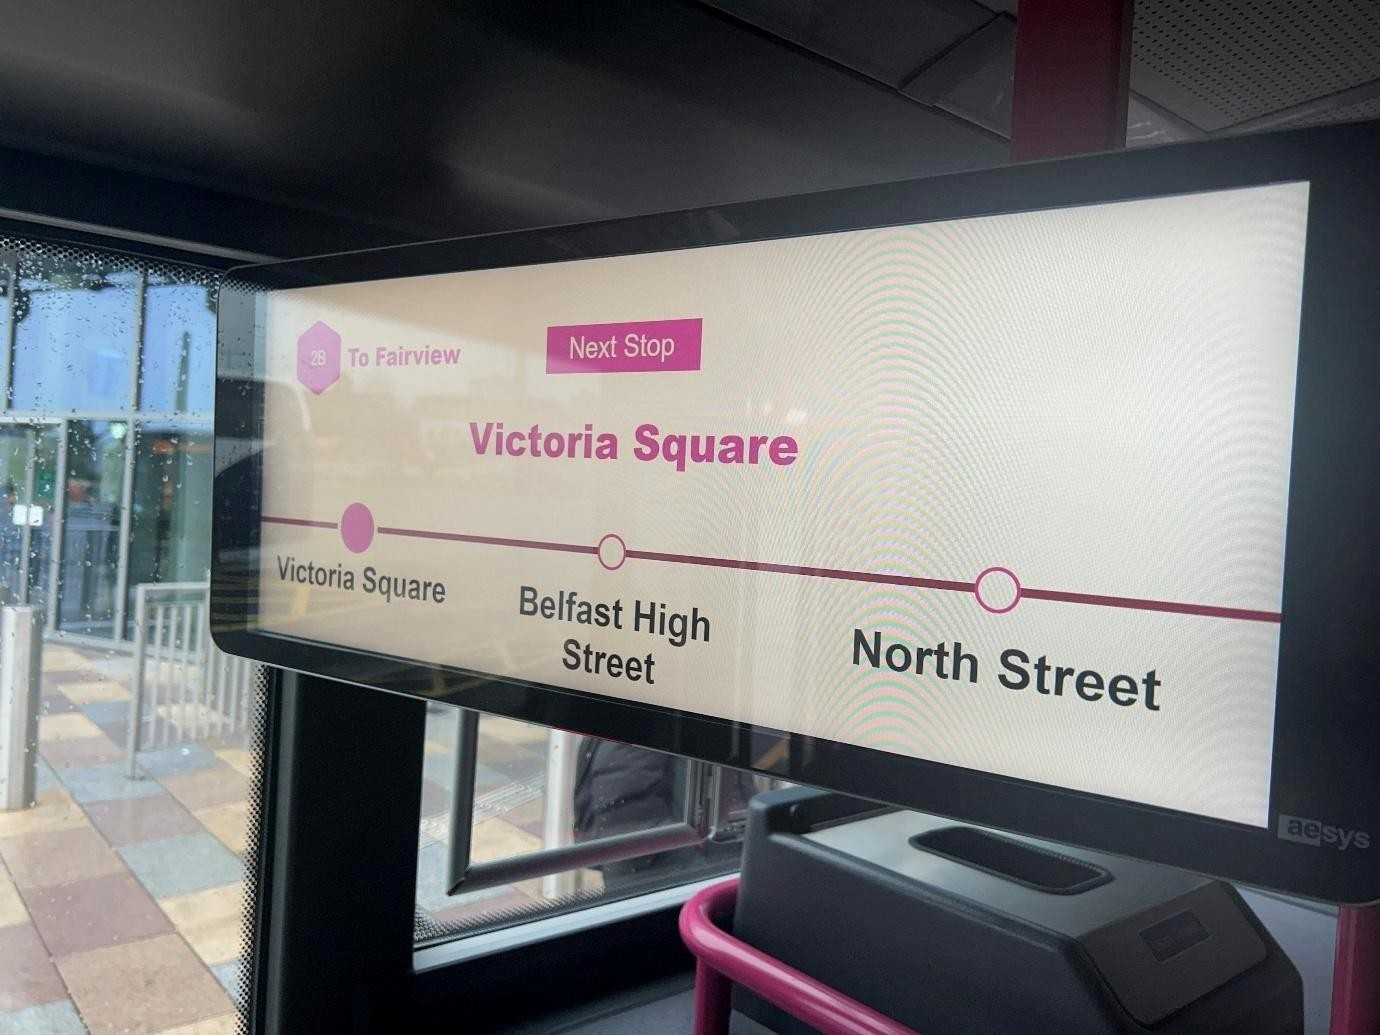 2B To Fairview
Next Stop
Victoria Square
Victoria Square
Belfast High
Street
North Street
aesys